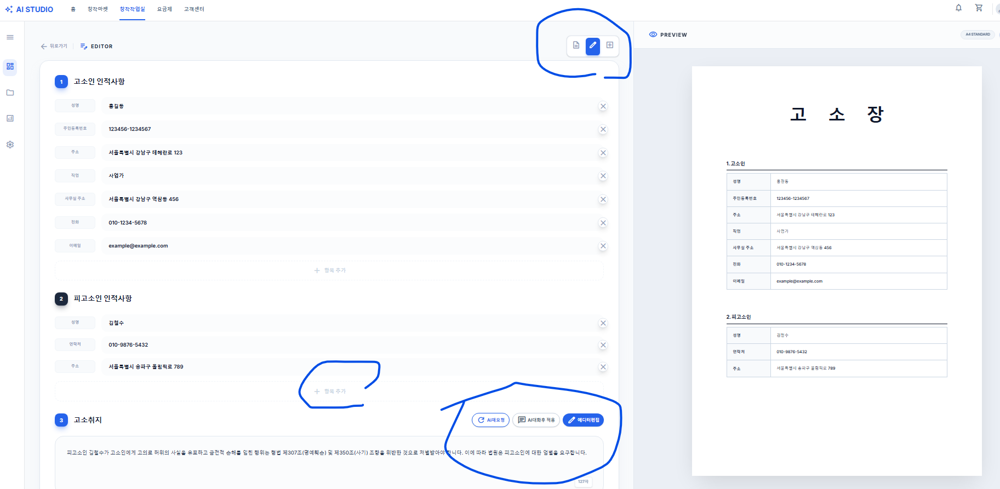 AI STUDIO 홈 창작마켓 창작작업실 요금제 고객센터
뒤로가기 EDITOR
1 고소인 인적사항
성명 홍길동
주민등록번호 123456-1234567
주소 서울특별시 강남구 테헤란로 123
직업 사업가
사무실 주소 서울특별시 강남구 역삼동 456
전화 010-1234-5678
이메일 example@example.com
항목 추가
2 피고소인 인적사항
성명 김철수
연락처 010-9876-5432
주소 서울특별시 송파구 올림픽로 789
항목 추가
3 고소취지
AI재요청 AI대화후 적용 에디터편집
피고소인 김철수가 고소인에게 고의로 허위의 사실을 유포하고 금전적 손해를 입힌 행위는 형법 제307조(명예훼손) 및 제350조(사기) 조항을 위반한 것으로 처벌받아야 합니다. 이에 따라 법원은 피고소인에 대한 엄벌을 요구합니다.
127자
PREVIEW A4 STANDARD
고 소 장
1. 고소인
성명 홍길동
주민등록번호 123456-1234567
주소 서울특별시 강남구 테헤란로 123
직업 사업가
사무실 주소 서울특별시 강남구 역삼동 456
전화 010-1234-5678
이메일 example@example.com
2. 피고소인
성명 김철수
연락처 010-9876-5432
주소 서울특별시 송파구 올림픽로 789